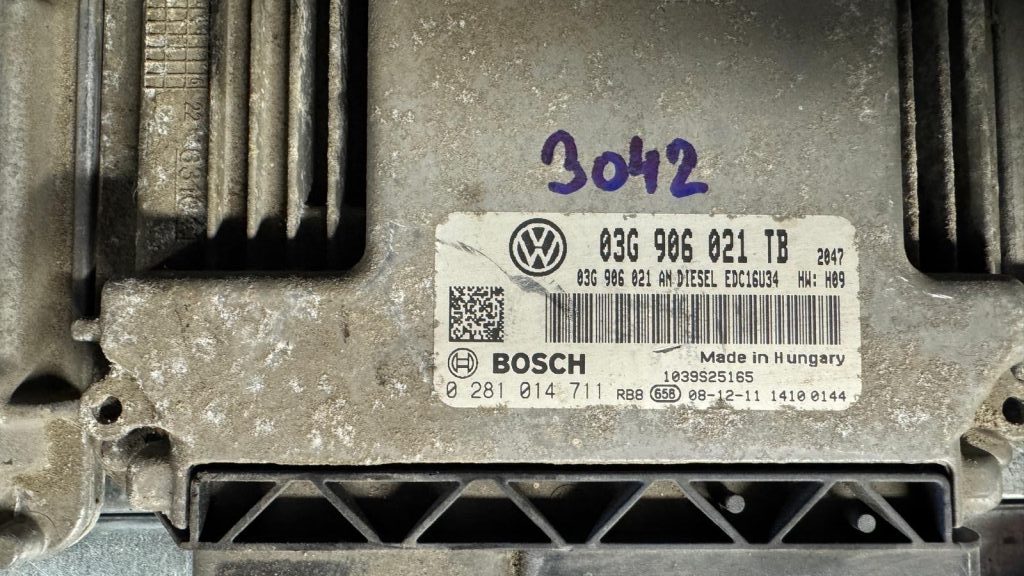 3042
03G 906 021 TB 2047
03G 906 021 AN DIESEL EDC16U34 HW: H09
BOSCH
Made in Hungary
1039S25165
0 281 014 711 RB8 658 08-12-11 1410 0144